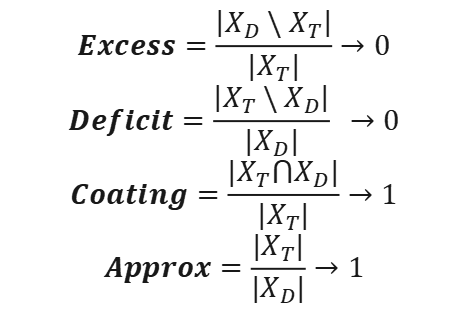 Excess = |X_D \ X_T| / |X_T| → 0
Deficit = |X_T \ X_D| / |X_D| → 0
Coating = |X_T ⋂ X_D| / |X_T| → 1
Approx = |X_T| / |X_D| → 1